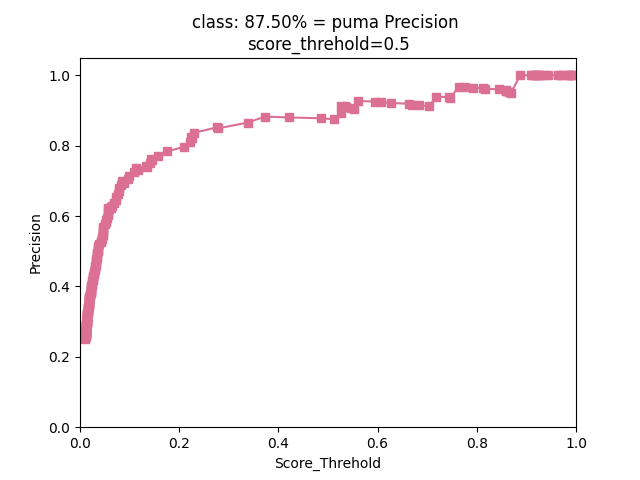 class: 87.50% = puma Precision
score_threhold=0.5
1.0
0.8
0.6
0.4
0.2
0.0
Precision
0.0 0.2 0.4 0.6 0.8 1.0
Score_Threhold